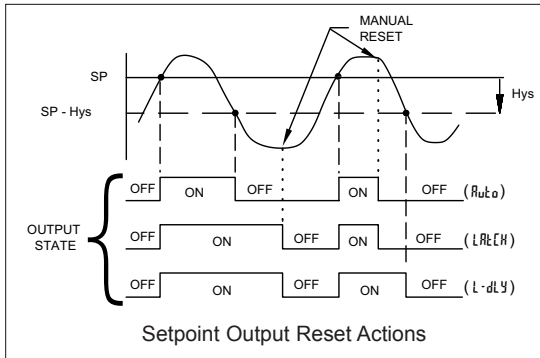 MANUAL
RESET
SP
Hys
SP - Hys
OFF ON OFF ON OFF (Auto)
OUTPUT
STATE
OFF ON OFF ON OFF (LAtCH)
OFF ON OFF ON OFF (L-dLY)
Setpoint Output Reset Actions